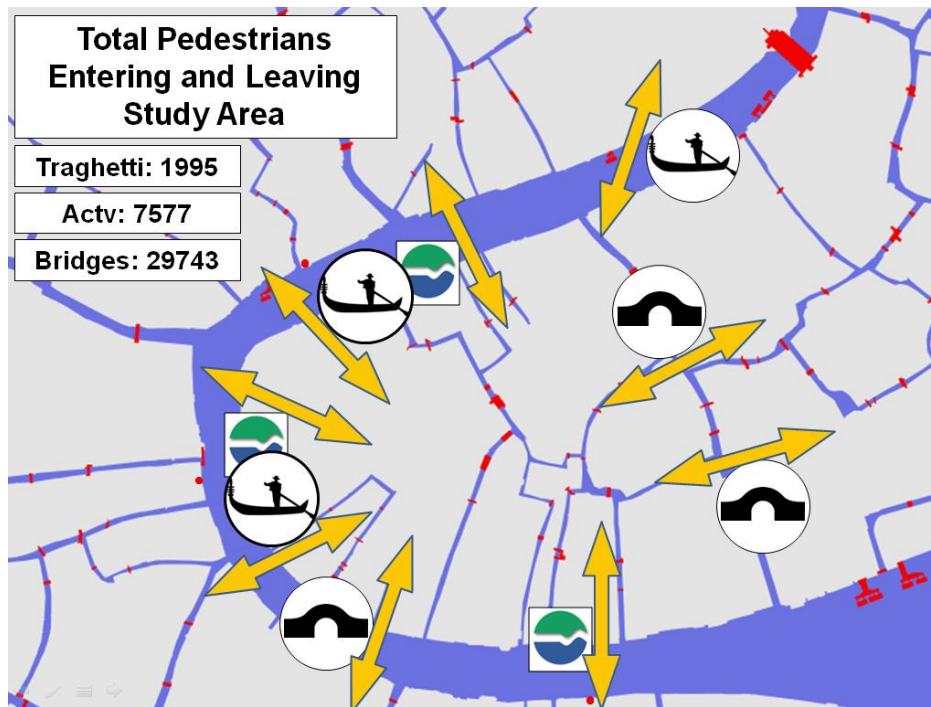 Total Pedestrians
Entering and Leaving
Study Area
Traghetti: 1995
Actv: 7577
Bridges: 29743